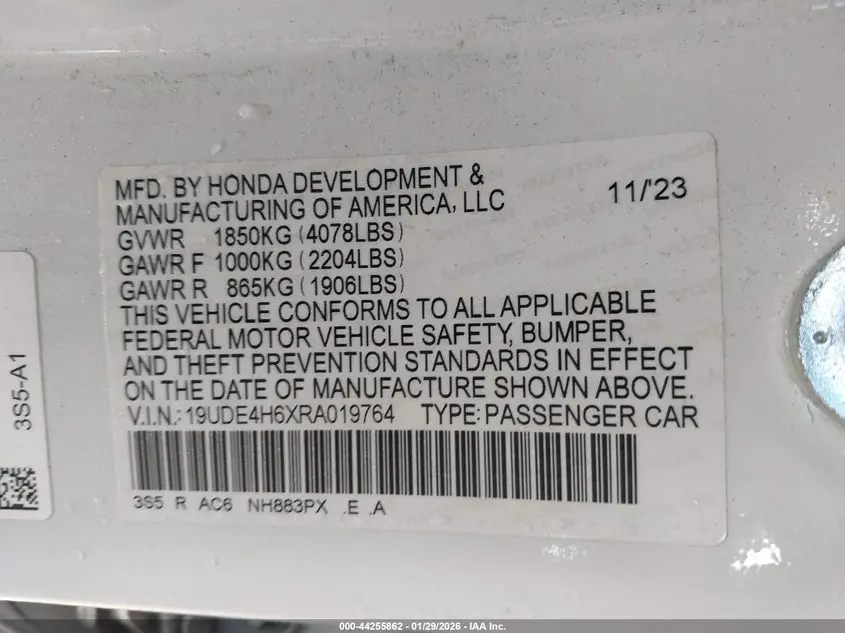 MFD. BY HONDA DEVELOPMENT &
MANUFACTURING OF AMERICA, LLC
11/'23
GVWR 1850KG (4078LBS)
GAWR F 1000KG (2204LBS)
GAWR R 865KG (1906LBS)
THIS VEHICLE CONFORMS TO ALL APPLICABLE
FEDERAL MOTOR VEHICLE SAFETY, BUMPER,
AND THEFT PREVENTION STANDARDS IN EFFECT
ON THE DATE OF MANUFACTURE SHOWN ABOVE.
V.I.N.: 19UDE4H6XRA019764 TYPE: PASSENGER CAR
3S5 R AC6 NH883PX .E .A
3S5-A1
000-44255862 - 01/29/2026 - IAA Inc.